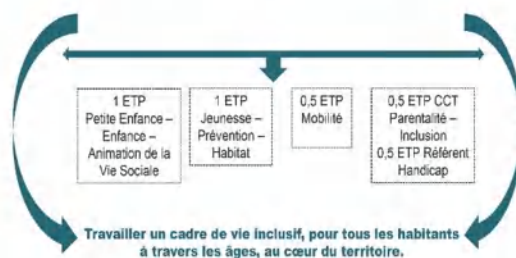 1 ETP
Petite Enfance –
Enfance –
Animation de la
Vie Sociale
1 ETP
Jeunesse –
Prévention –
Habitat
0,5 ETP
Mobilité
0,5 ETP CCT
Parentalité –
Inclusion
0,5 ETP Référent
Handicap
Travailler un cadre de vie inclusif, pour tous les habitants
à travers les âges, au cœur du territoire.